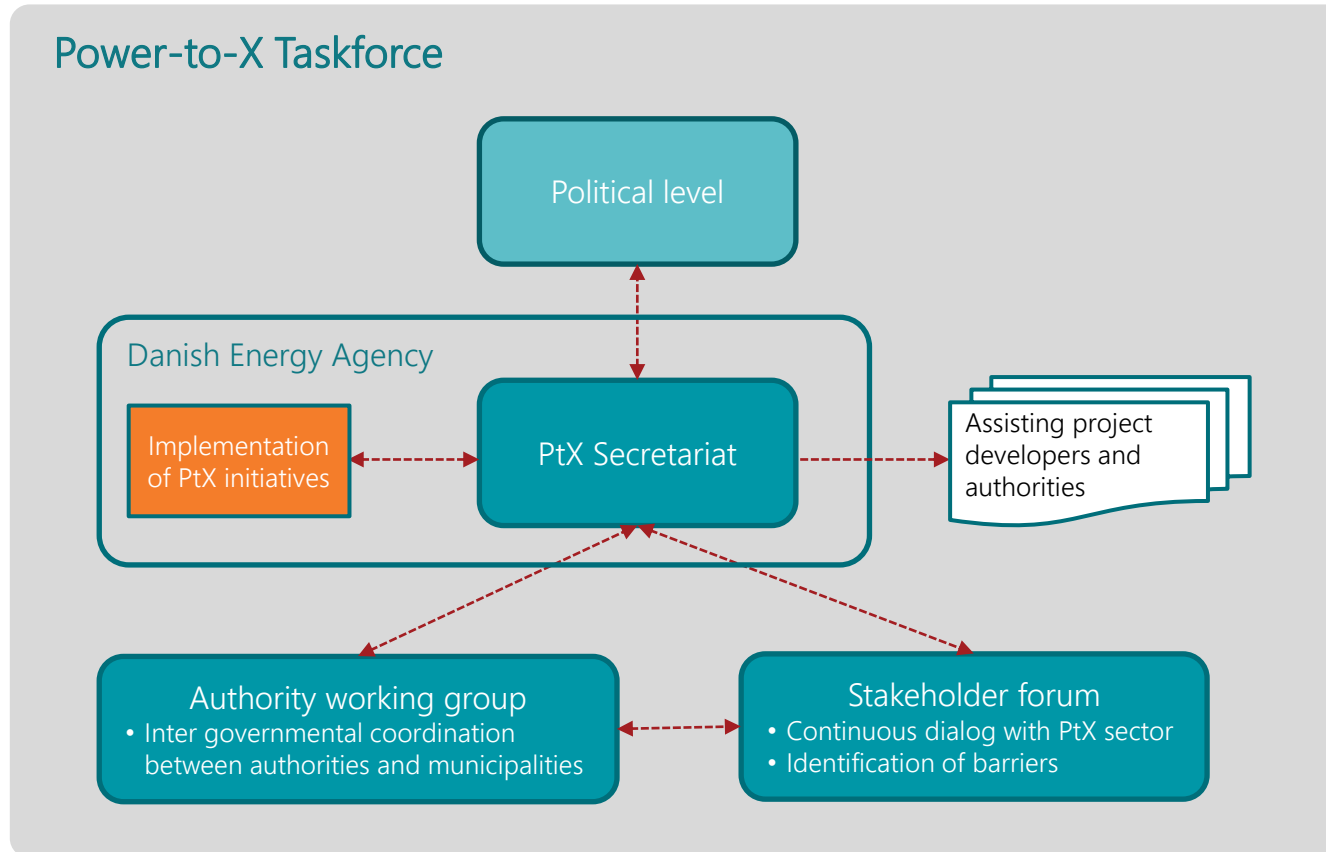 Power-to-X Taskforce
Political level
Danish Energy Agency
Implementation
of PtX initiatives
PtX Secretariat
Assisting project
developers and
authorities
Authority working group
• Inter governmental coordination
between authorities and municipalities
Stakeholder forum
• Continuous dialog with PtX sector
• Identification of barriers